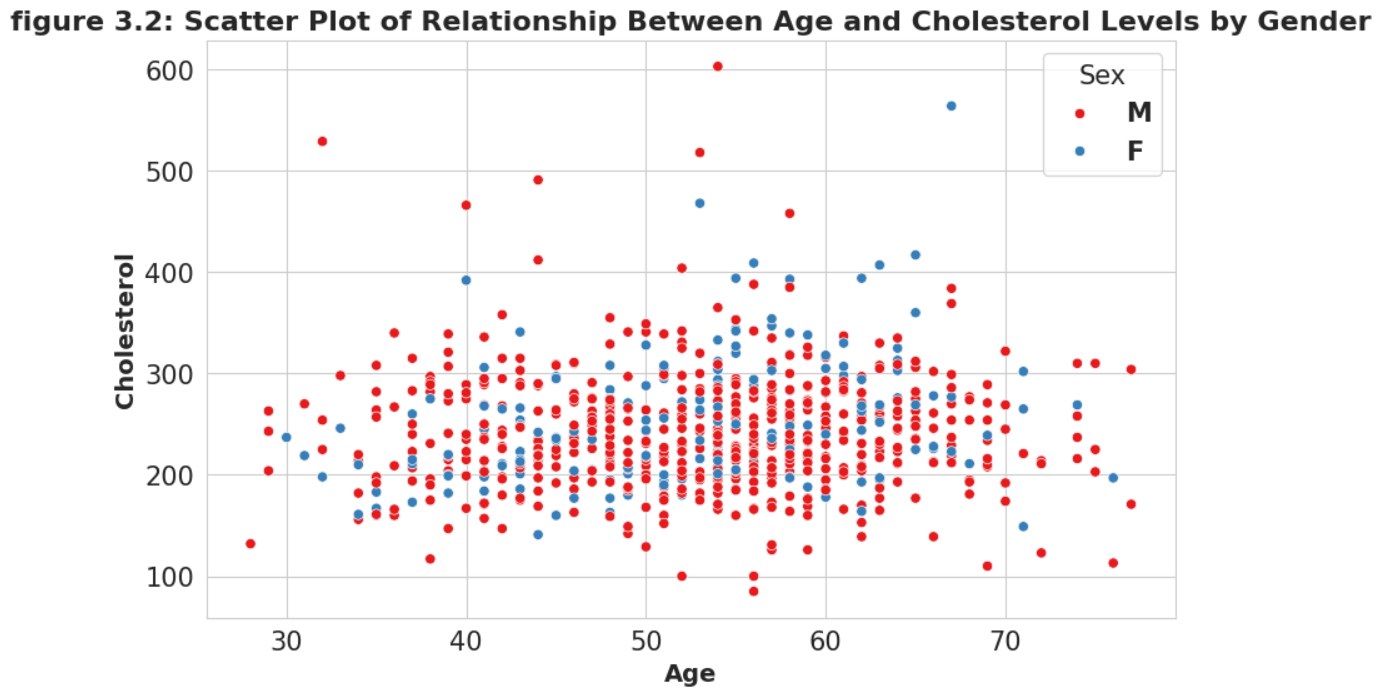 figure 3.2: Scatter Plot of Relationship Between Age and Cholesterol Levels by Gender
600
500
400
300
200
100
Cholesterol
Sex
M
F
30 40 50 60 70
Age